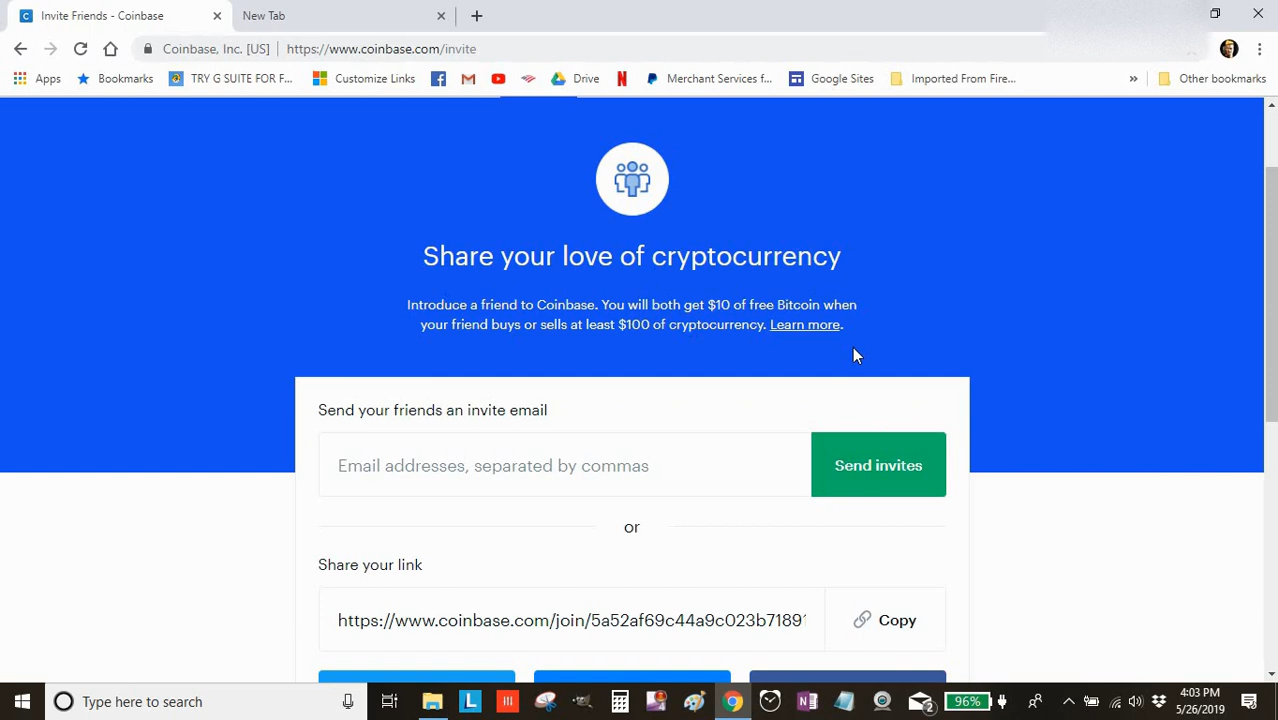 Invite Friends - Coinbase
New Tab
Coinbase, Inc. [US]
https://www.coinbase.com/invite
Apps
Bookmarks
TRY G SUITE FOR F...
Customize Links
Drive
Merchant Services f...
Google Sites
Imported From Fire...
»
Other bookmarks
Share your love of cryptocurrency
Introduce a friend to Coinbase. You will both get $10 of free Bitcoin when
your friend buys or sells at least $100 of cryptocurrency. Learn more.
Send your friends an invite email
Email addresses, separated by commas
Send invites
or
Share your link
https://www.coinbase.com/join/5a52af69c44a9c023b71891
Copy
Type here to search
2
96%
4:03 PM
5/26/2019